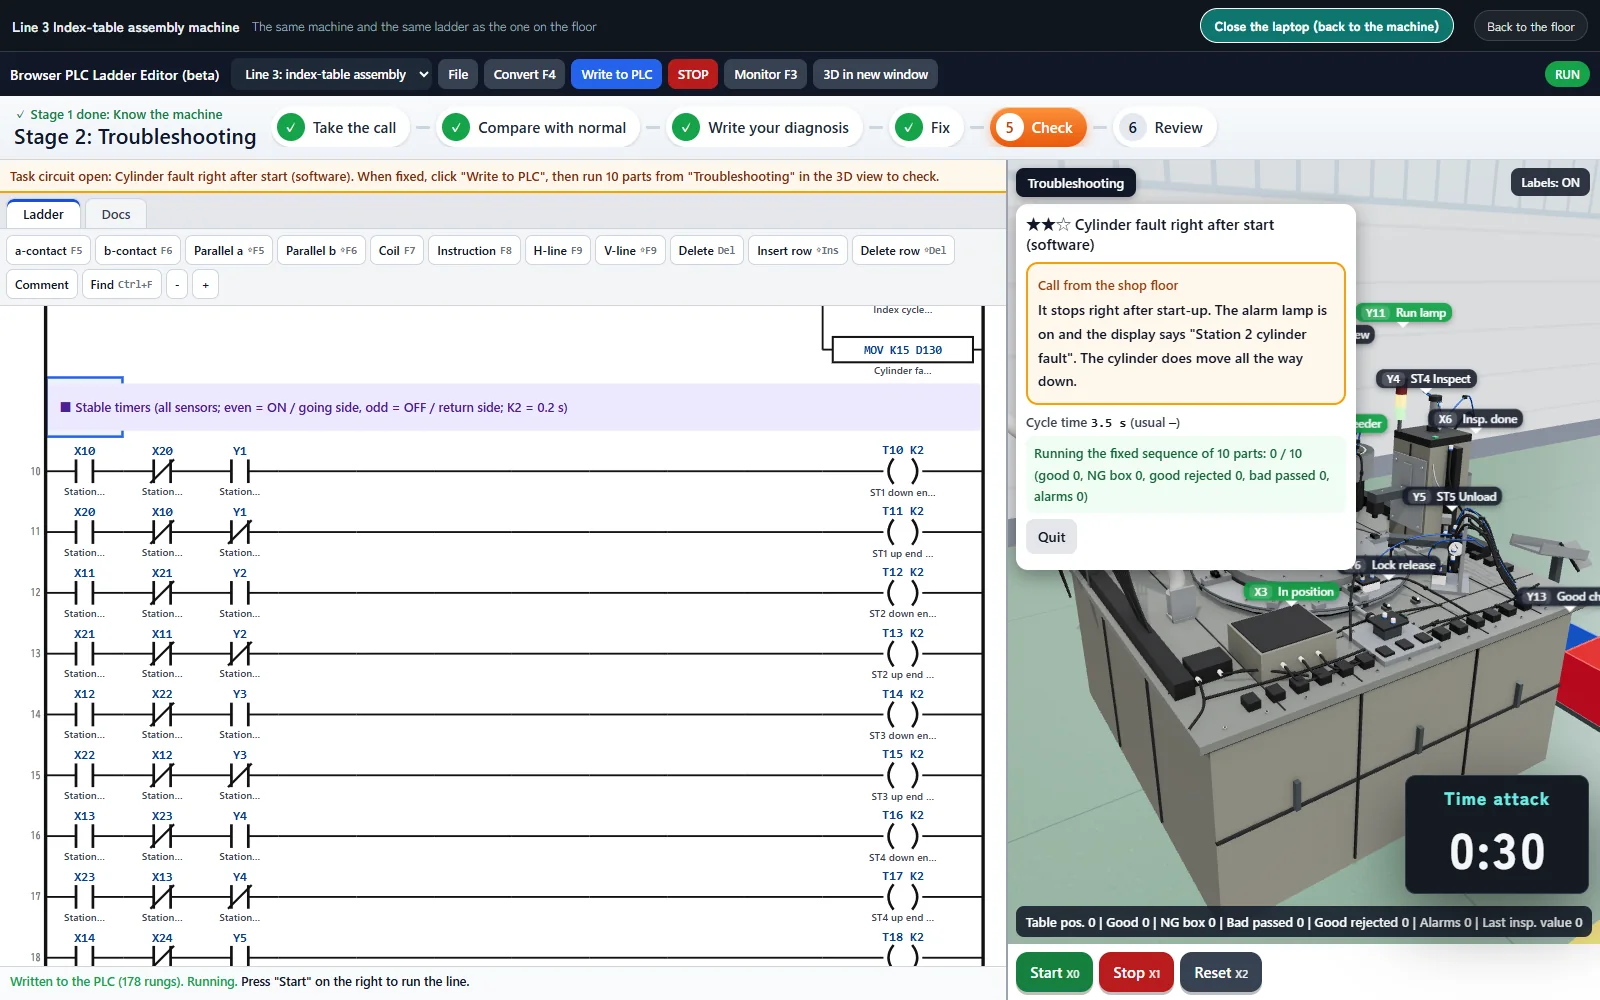 Line 3 Index-table assembly machine
The same machine and the same ladder as the one on the floor
Close the laptop (back to the machine)
Back to the floor
Browser PLC Ladder Editor (beta)
Line 3: index-table assembly
File
Convert F4
Write to PLC
STOP
Monitor F3
3D in new window
RUN
✓ Stage 1 done: Know the machine
Stage 2: Troubleshooting
✓ Take the call
✓ Compare with normal
✓ Write your diagnosis
✓ Fix
5 Check
6 Review
Task circuit open: Cylinder fault right after start (software). When fixed, click "Write to PLC", then run 10 parts from "Troubleshooting" in the 3D view to check.
Ladder
Docs
a-contact F5
b-contact F6
Parallel a ⇧F5
Parallel b ⇧F6
Coil F7
Instruction F8
H-line F9
V-line ⇧F9
Delete Del
Insert row ⇧Ins
Delete row ⇧Del
Comment
Find Ctrl+F
-
+
Index cycle...
MOV K15 D130
Cylinder fa...
■ Stable timers (all sensors; even = ON / going side, odd = OFF / return side; K2 = 0.2 s)
X10 X20 Y1 T10 K2
10
Station... Station... Station... ST1 down en...
X20 X10 Y1 T11 K2
11
Station... Station... Station... ST1 up end ...
X11 X21 Y2 T12 K2
12
Station... Station... Station... ST2 down en...
X21 X11 Y2 T13 K2
13
Station... Station... Station... ST2 up end ...
X12 X22 Y3 T14 K2
14
Station... Station... Station... ST3 down en...
X22 X12 Y3 T15 K2
15
Station... Station... Station... ST3 up end ...
X13 X23 Y4 T16 K2
16
Station... Station... Station... ST4 down en...
X23 X13 Y4 T17 K2
17
Station... Station... Station... ST4 up end ...
X14 X24 Y5 T18 K2
18
Written to the PLC (178 rungs). Running. Press "Start" on the right to run the line.
Troubleshooting
Labels: ON
★★☆ Cylinder fault right after start
(software)
Call from the shop floor
It stops right after start-up. The alarm lamp is
on and the display says "Station 2 cylinder
fault". The cylinder does move all the way
down.
Cycle time 3.5 s (usual —)
Running the fixed sequence of 10 parts: 0 / 10
(good 0, NG box 0, good rejected 0, bad passed 0,
alarms 0)
Quit
Y11 Run lamp
ew
Y4 ST4 Inspect
X6 Insp. done
eeder
Y5 ST5 Unload
6 Lock release
X3 In position
Y13 Good ch
Time attack
0:30
Table pos. 0 | Good 0 | NG box 0 | Bad passed 0 | Good rejected 0 | Alarms 0 | Last insp. value 0
Start X0
Stop X1
Reset X2